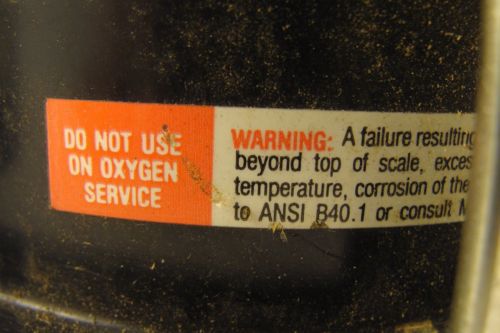 DO NOT USE
ON OXYGEN
SERVICE
WARNING: A failure resulting
beyond top of scale,
temperature, corrosion of the
to ANSI B40.1 or consult